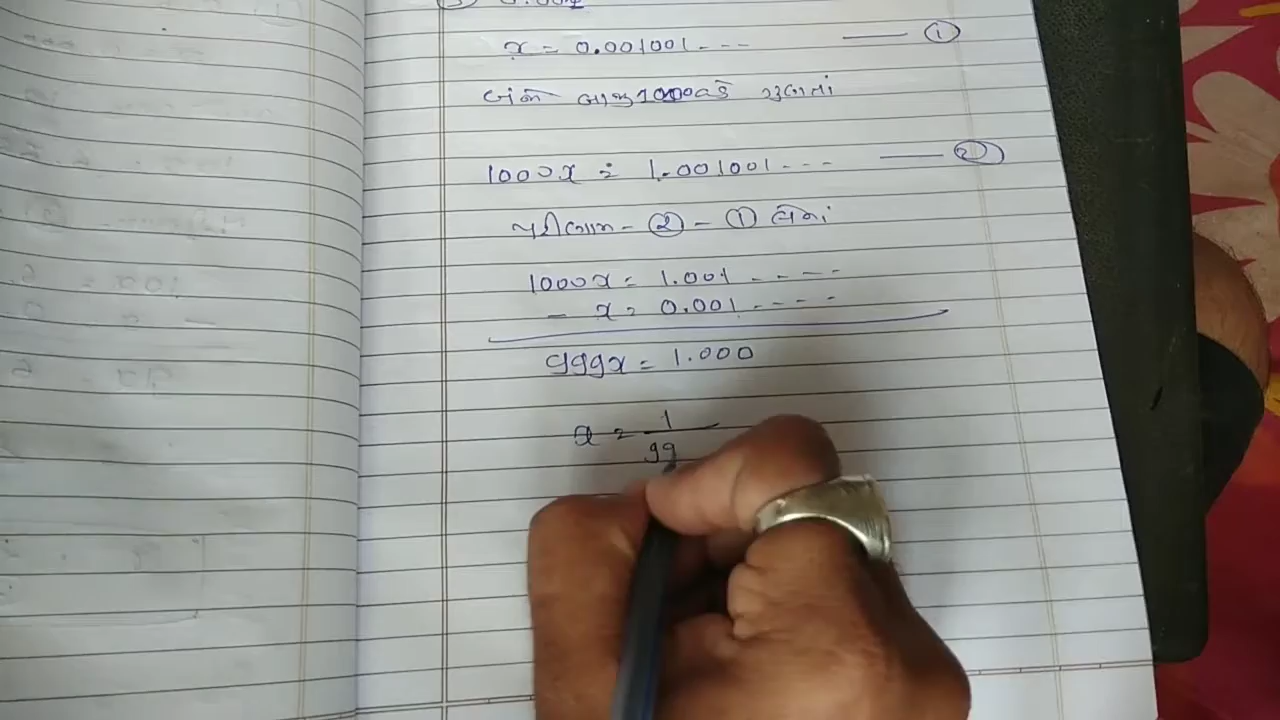 x = 0.001001---  —— ①
બંને બાજુ 1000 વડે ગુણતાં
1000x = 1.001001---  —— ②
પરિણામ - ② - ① લેતાં
1000x = 1.001 ----
- x = 0.001 ----
999x = 1.000
x = 1/99